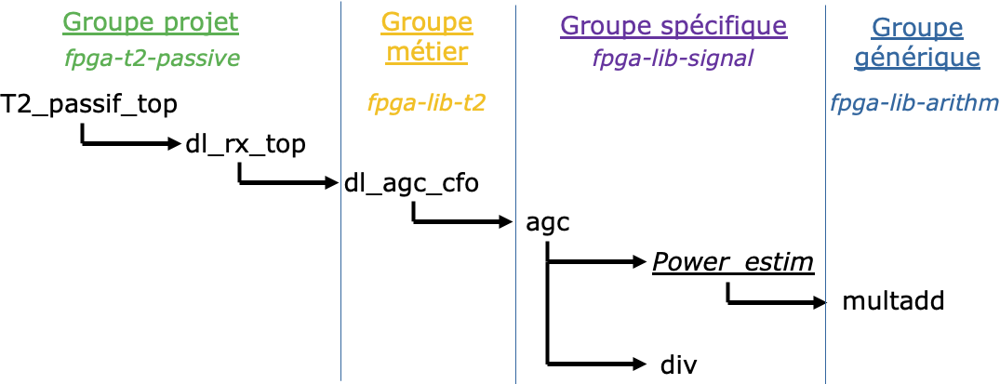 Groupe projet
fpga-t2-passive
Groupe
métier
fpga-lib-t2
Groupe spécifique
fpga-lib-signal
Groupe
générique
fpga-lib-arithm
T2_passif_top
dl_rx_top
dl_agc_cfo
agc
Power_estim
multadd
div